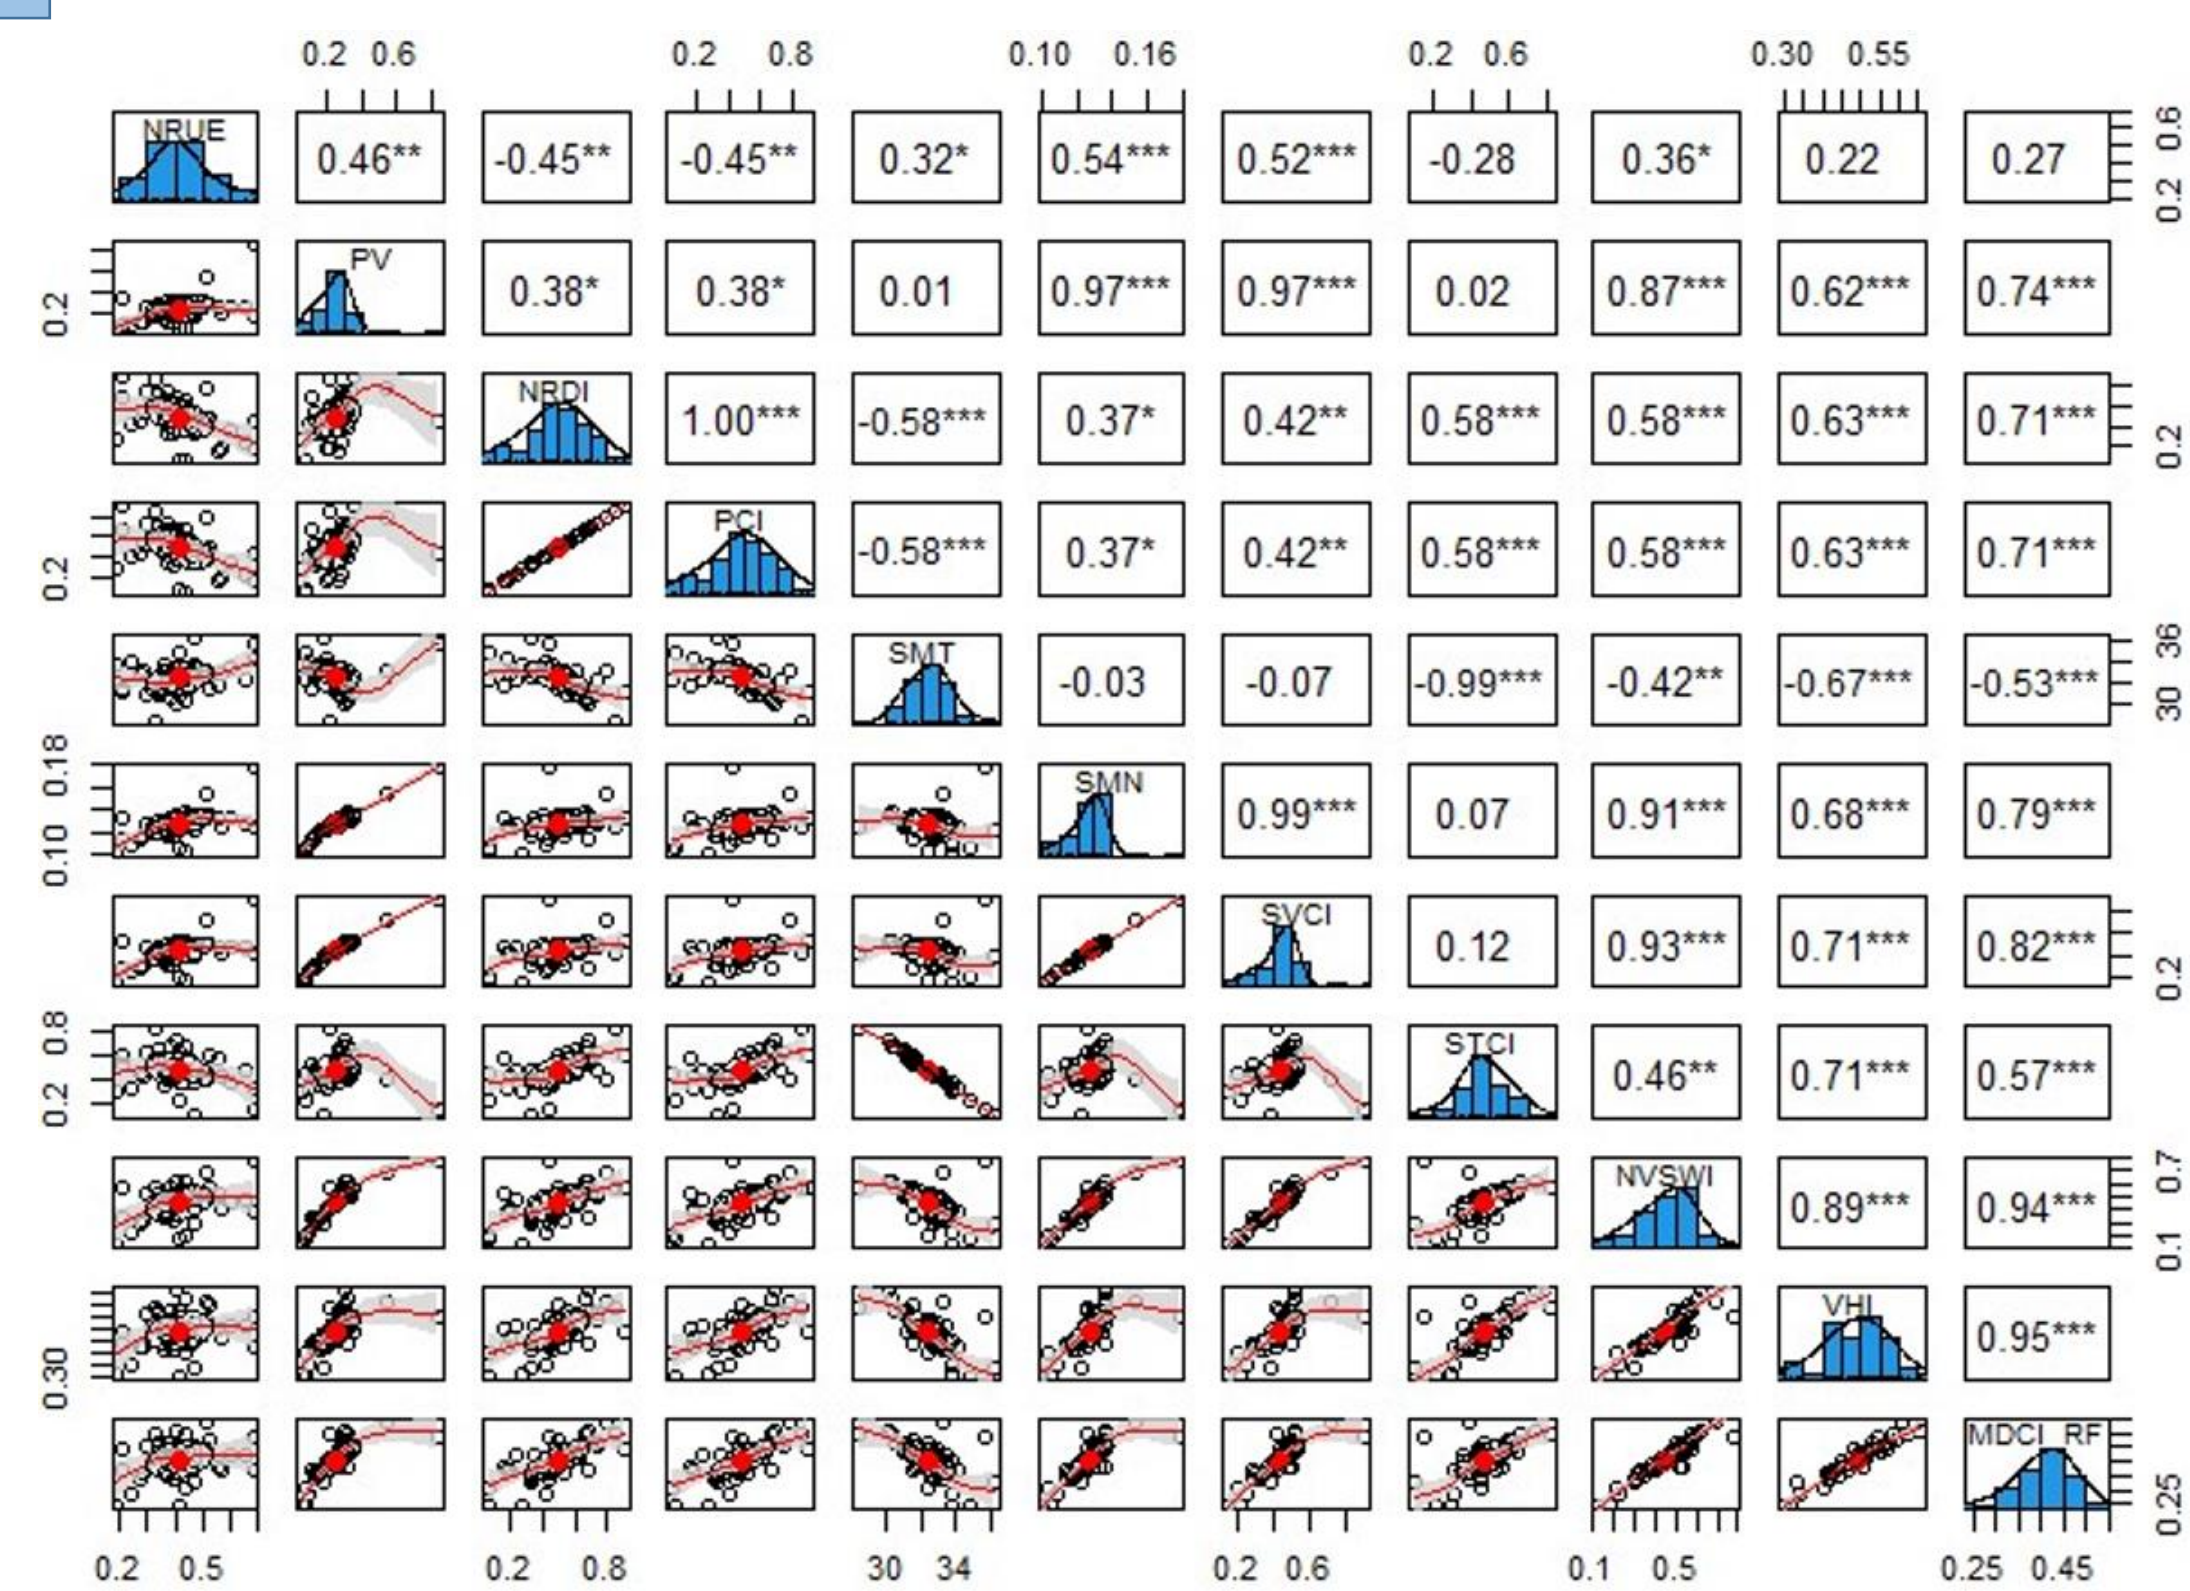 0.2 0.6 0.2 0.8 0.10 0.16 0.2 0.6 0.30 0.55
NRUE 0.46** -0.45** -0.45** 0.32* 0.54*** 0.52*** -0.28 0.36* 0.22 0.27 0.2 0.6
0.2 PV 0.38* 0.38* 0.01 0.97*** 0.97*** 0.02 0.87*** 0.62*** 0.74***
NRDI 1.00*** -0.58*** 0.37* 0.42** 0.58*** 0.58*** 0.63*** 0.71*** 0.2
0.2 PCI -0.58*** 0.37* 0.42** 0.58*** 0.58*** 0.63*** 0.71***
SMT -0.03 -0.07 -0.99*** -0.42** -0.67*** -0.53*** 30 36
0.10 0.18 SMN 0.99*** 0.07 0.91*** 0.68*** 0.79***
SVCI 0.12 0.93*** 0.71*** 0.82*** 0.2
0.2 0.8 STCI 0.46** 0.71*** 0.57***
NVSWI 0.89*** 0.94*** 0.1 0.7
0.30 VHI 0.95***
MDCI_RF 0.25
0.2 0.5 0.2 0.8 30 34 0.2 0.6 0.1 0.5 0.25 0.45